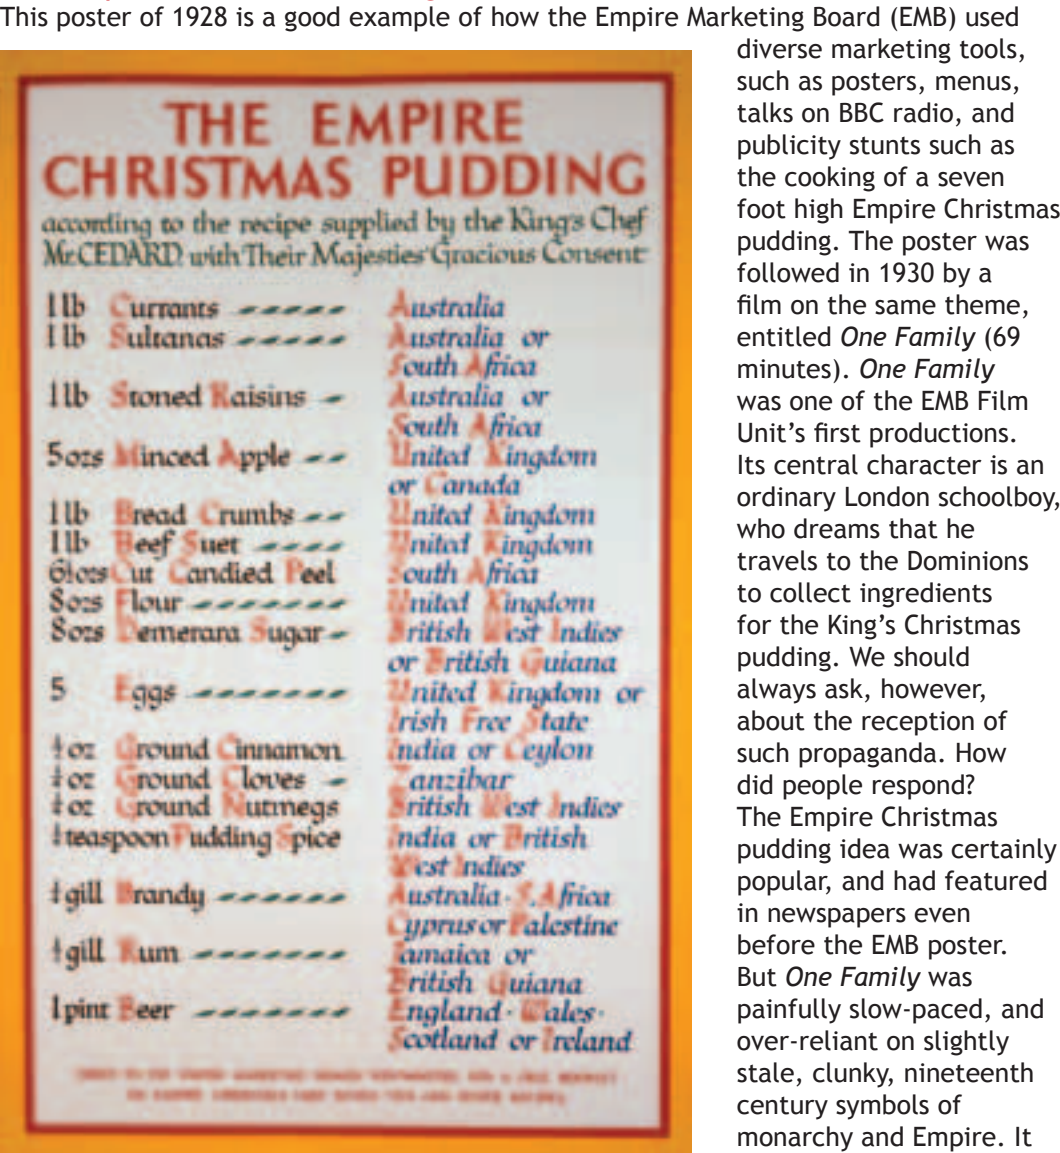 This poster of 1928 is a good example of how the Empire Marketing Board (EMB) used
diverse marketing tools,
such as posters, menus,
talks on BBC radio, and
publicity stunts such as
the cooking of a seven
foot high Empire Christmas
pudding. The poster was
followed in 1930 by a
film on the same theme,
entitled One Family (69
minutes). One Family
was one of the EMB Film
Unit’s first productions.
Its central character is an
ordinary London schoolboy,
who dreams that he
travels to the Dominions
to collect ingredients
for the King’s Christmas
pudding. We should
always ask, however,
about the reception of
such propaganda. How
did people respond?
The Empire Christmas
pudding idea was certainly
popular, and had featured
in newspapers even
before the EMB poster.
But One Family was
painfully slow-paced, and
over-reliant on slightly
stale, clunky, nineteenth
century symbols of
monarchy and Empire. It
THE EMPIRE
CHRISTMAS PUDDING
according to the recipe supplied by the King's Chef
Mr. CEDARD, with Their Majesties' Gracious Consent
1 lb Currants Australia
1 lb Sultanas Australia or
South Africa
1 lb Stoned Raisins Australia or
South Africa
5 ozs Minced Apple United Kingdom
or Canada
1 lb Bread Crumbs United Kingdom
1 lb Beef Suet United Kingdom
6½ ozs Cut Candied Peel South Africa
8 ozs Flour United Kingdom
8 ozs Demerara Sugar British West Indies
or British Guiana
5 Eggs United Kingdom or
Irish Free State
oz Ground Cinnamon India or Ceylon
oz Ground Cloves Zanzibar
oz Ground Nutmegs British West Indies
teaspoon Pudding Spice India or British
West Indies
gill Brandy Australia · S. Africa
Cyprus or Palestine
gill Rum Jamaica or
British Guiana
1 pint Beer England · Wales ·
Scotland or Ireland